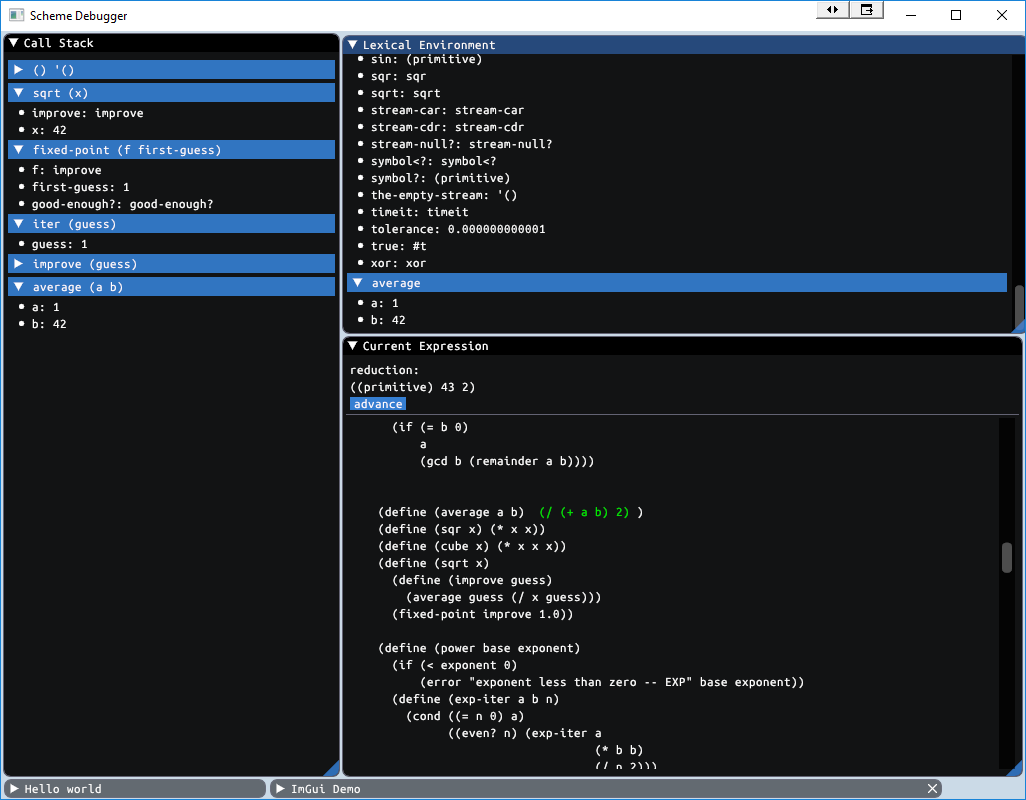 Scheme Debugger
Call Stack
() '()
sqrt (x)
improve: improve
x: 42
fixed-point (f first-guess)
f: improve
first-guess: 1
good-enough?: good-enough?
iter (guess)
guess: 1
improve (guess)
average (a b)
a: 1
b: 42
Lexical Environment
sin: (primitive)
sqr: sqr
sqrt: sqrt
stream-car: stream-car
stream-cdr: stream-cdr
stream-null?: stream-null?
symbol<?: symbol<?
symbol?: (primitive)
the-empty-stream: '()
timeit: timeit
tolerance: 0.000000000001
true: #t
xor: xor
average
a: 1
b: 42
Current Expression
reduction:
((primitive) 43 2)
advance
(if (= b 0)
a
(gcd b (remainder a b))))
(define (average a b)  (/ (+ a b) 2) )
(define (sqr x) (* x x))
(define (cube x) (* x x x))
(define (sqrt x)
(define (improve guess)
(average guess (/ x guess)))
(fixed-point improve 1.0))
(define (power base exponent)
(if (< exponent 0)
(error "exponent less than zero -- EXP" base exponent))
(define (exp-iter a b n)
(cond ((= n 0) a)
((even? n) (exp-iter a
(* b b)
(/ n 2)))
Hello world
ImGui Demo